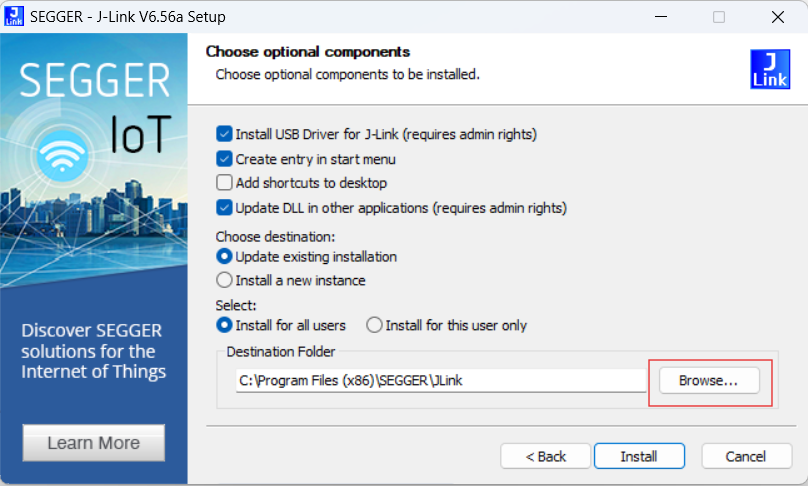 SEGGER - J-Link V6.56a Setup
J
Link
SEGGER
IoT
Discover SEGGER
solutions for the
Internet of Things
Learn More
Choose optional components
Choose optional components to be installed.
J
Link
Install USB Driver for J-Link (requires admin rights)
Create entry in start menu
Add shortcuts to desktop
Update DLL in other applications (requires admin rights)
Choose destination:
Update existing installation
Install a new instance
Select:
Install for all users Install for this user only
Destination Folder
C:\Program Files (x86)\SEGGER\JLink Browse...
< Back Install Cancel